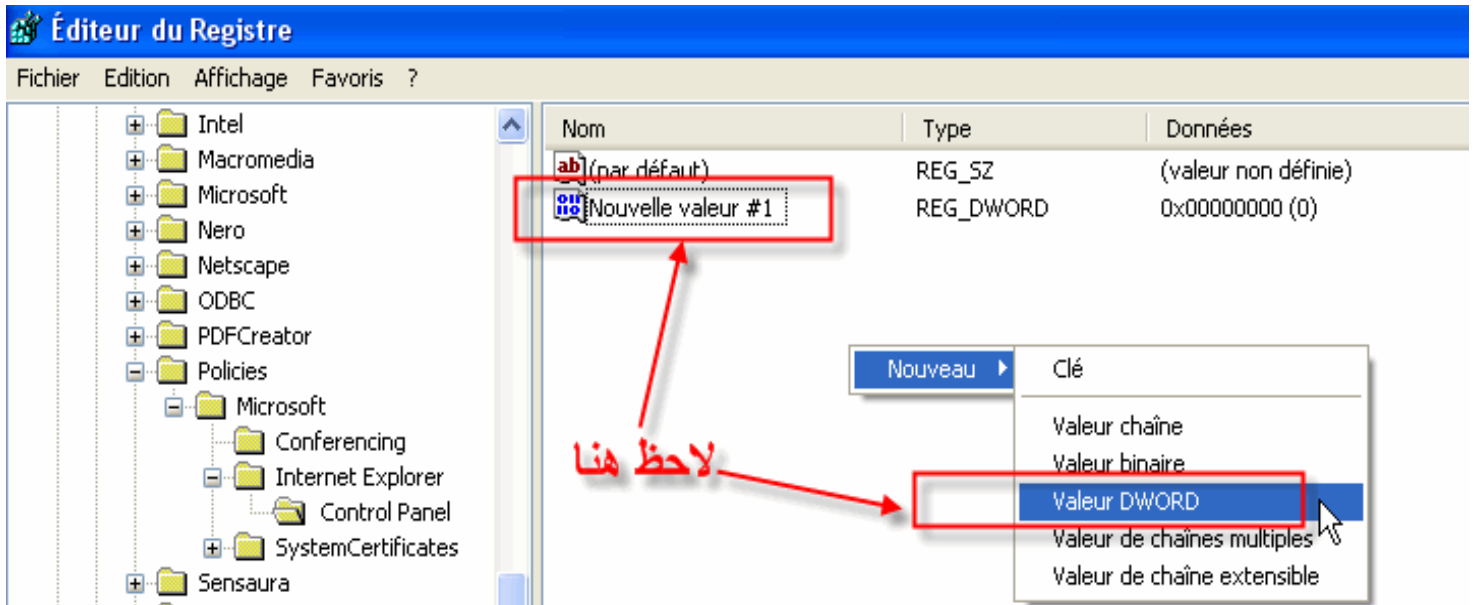 Éditeur du Registre
Fichier Edition Affichage Favoris ?
Intel
Macromedia
Microsoft
Nero
Netscape
ODBC
PDFCreator
Policies
Microsoft
Conferencing
Internet Explorer
Control Panel
SystemCertificates
Sensaura
Nom Type Données
(par défaut) REG_SZ (valeur non définie)
Nouvelle valeur #1 REG_DWORD 0x00000000 (0)
Nouveau
Clé
Valeur chaîne
Valeur binaire
Valeur DWORD
Valeur de chaînes multiples
Valeur de chaîne extensible
لاحظ هنا